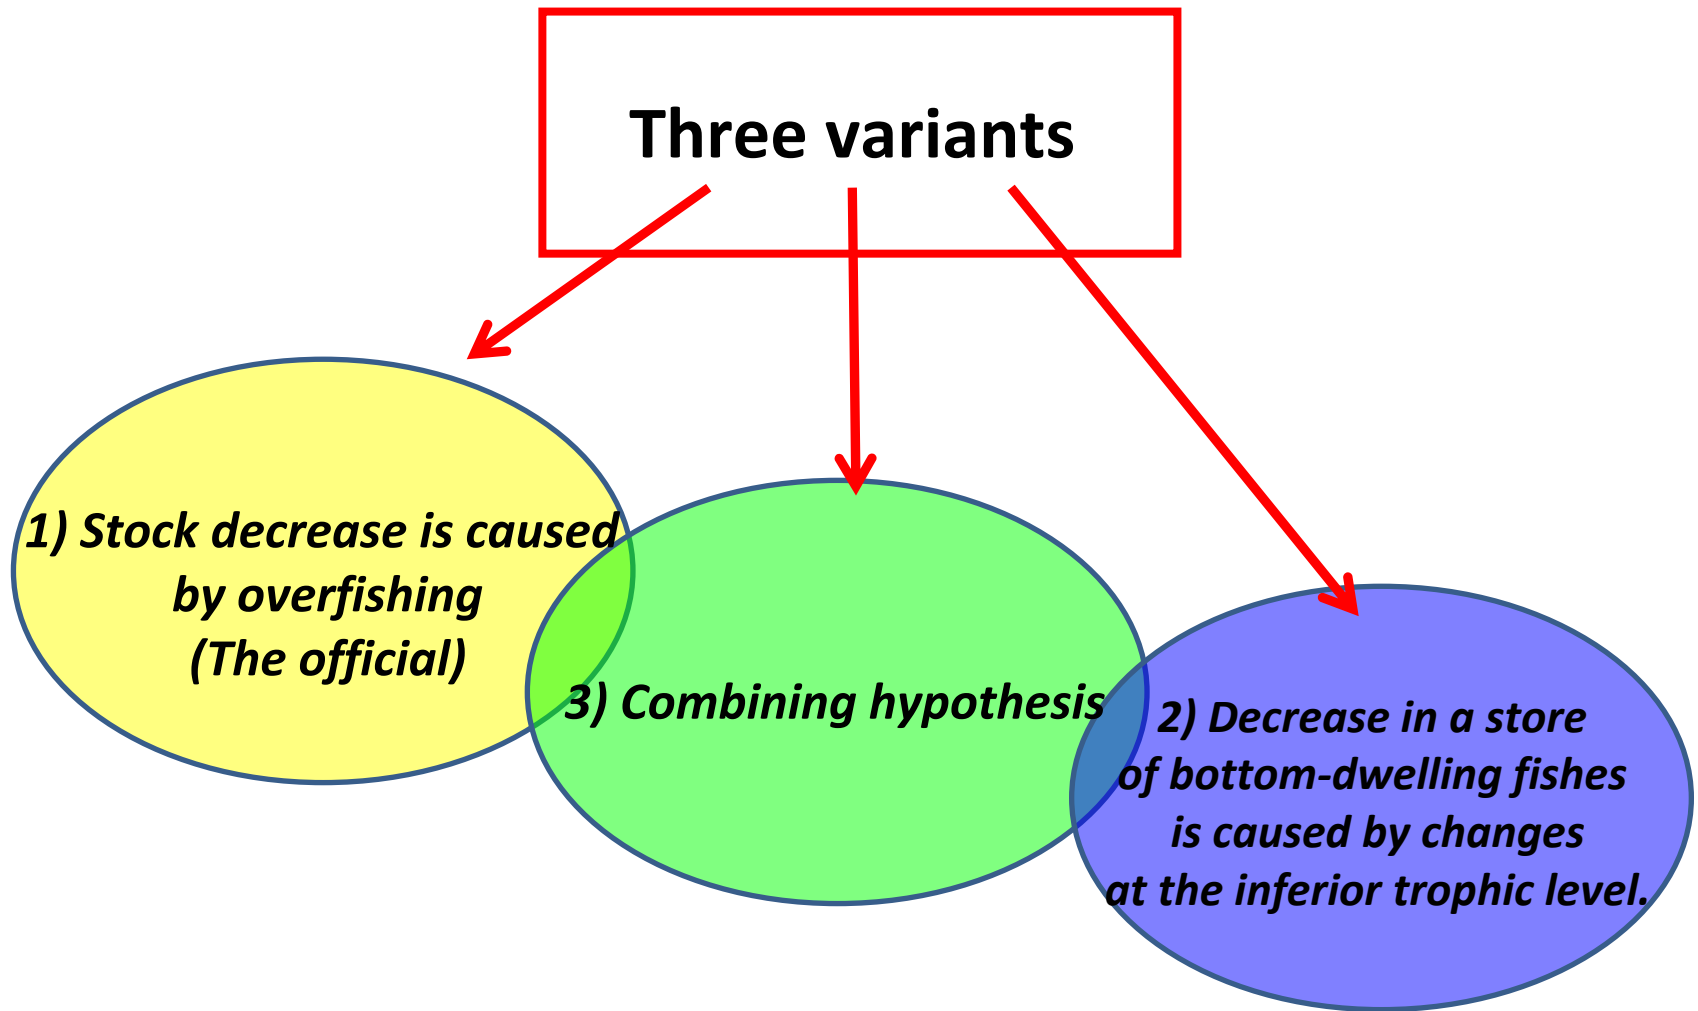 Three variants
1) Stock decrease is caused
by overfishing
(The official)
3) Combining hypothesis
2) Decrease in a store
of bottom-dwelling fishes
is caused by changes
at the inferior trophic level.